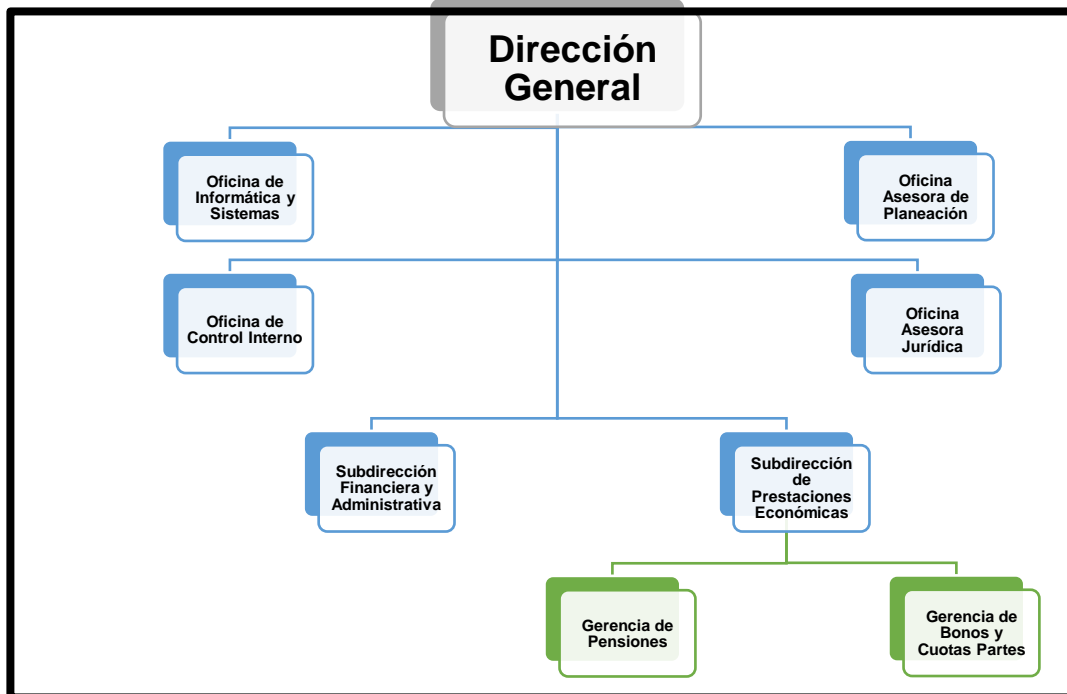 Dirección
General
Oficina de
Informática y
Sistemas
Oficina
Asesora de
Planeación
Oficina de
Control Interno
Oficina
Asesora
Jurídica
Subdirección
Financiera y
Administrativa
Subdirección
de
Prestaciones
Económicas
Gerencia de
Pensiones
Gerencia de
Bonos y
Cuotas Partes